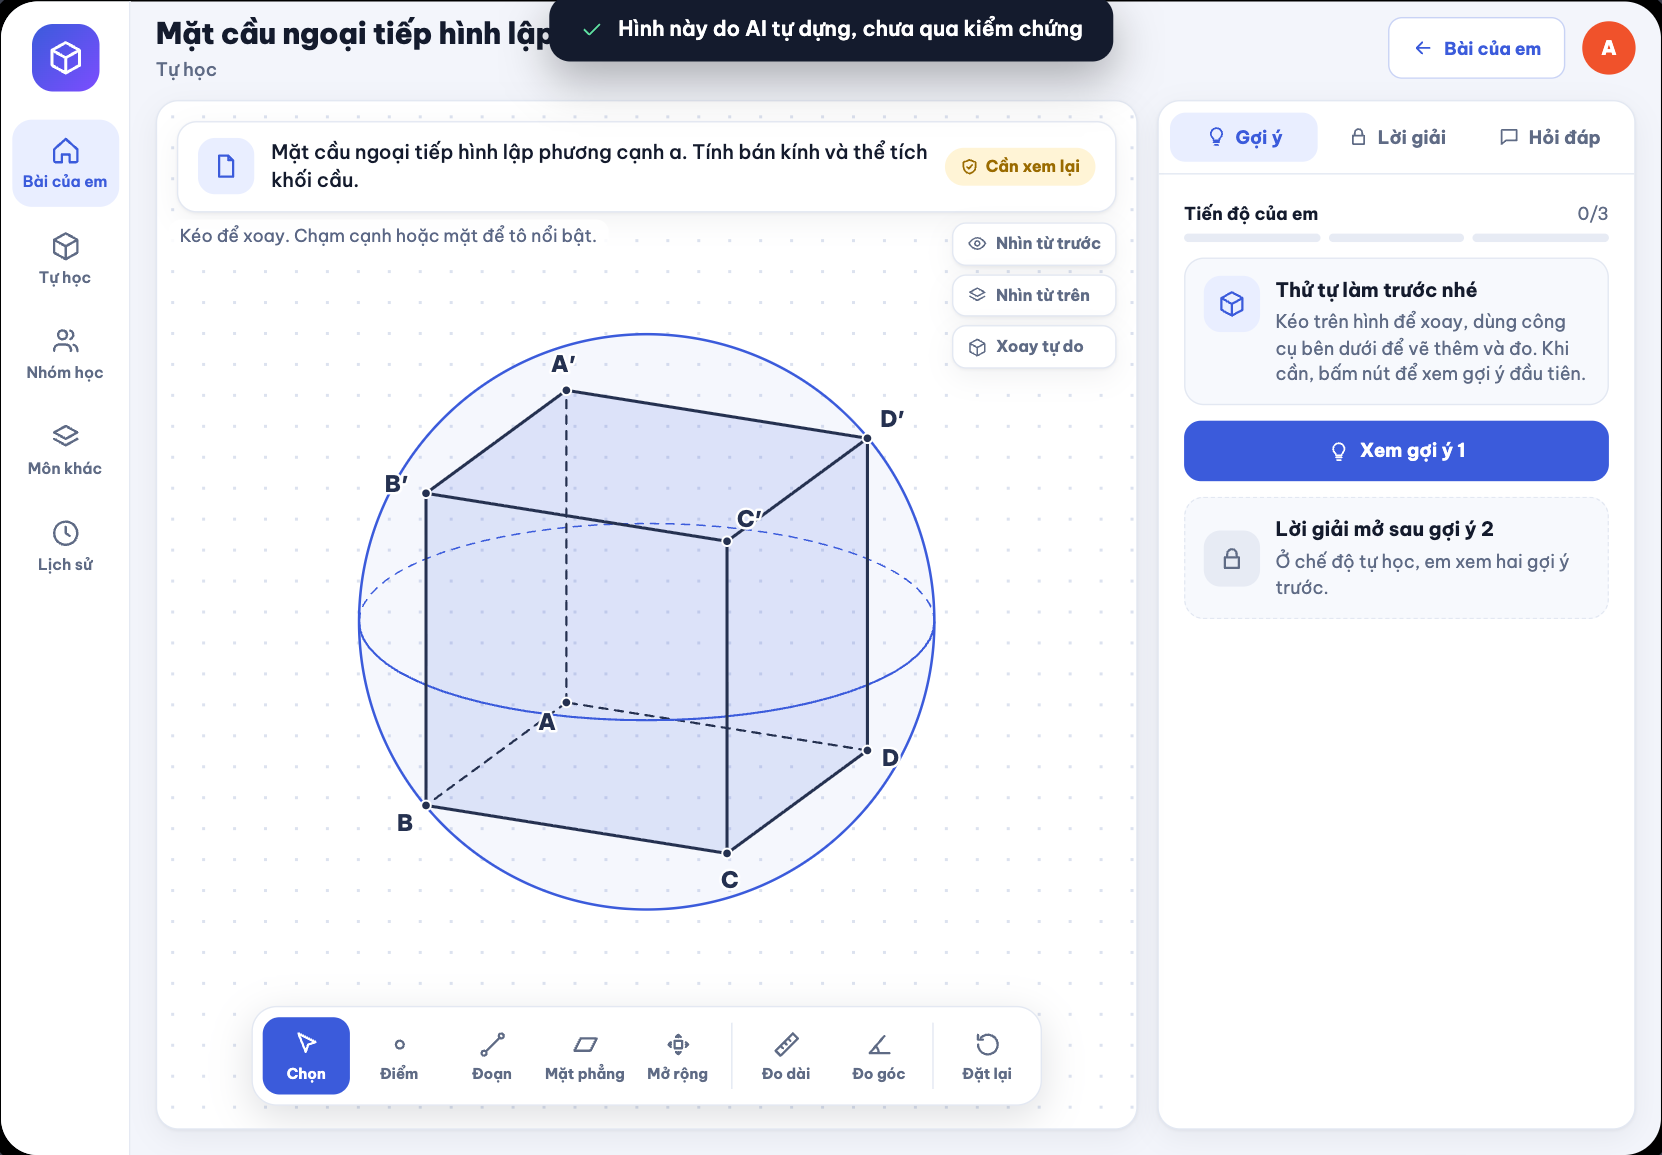 Mặt cầu ngoại tiếp hình lập
Hình này do AI tự dựng, chưa qua kiểm chứng
Bài của em
A
Tự học
Bài của em
Tự học
Nhóm học
Môn khác
Lịch sử
Mặt cầu ngoại tiếp hình lập phương cạnh a. Tính bán kính và thể tích
khối cầu.
Cần xem lại
Kéo để xoay. Chạm cạnh hoặc mặt để tô nổi bật.
Nhìn từ trước
Nhìn từ trên
Xoay tự do
A′
D′
B′
C′
A
D
B
C
Chọn
Điểm
Đoạn
Mặt phẳng
Mở rộng
Đo dài
Đo góc
Đặt lại
Gợi ý
Lời giải
Hỏi đáp
Tiến độ của em
0/3
Thử tự làm trước nhé
Kéo trên hình để xoay, dùng công
cụ bên dưới để vẽ thêm và đo. Khi
cần, bấm nút để xem gợi ý đầu tiên.
Xem gợi ý 1
Lời giải mở sau gợi ý 2
Ở chế độ tự học, em xem hai gợi ý
trước.